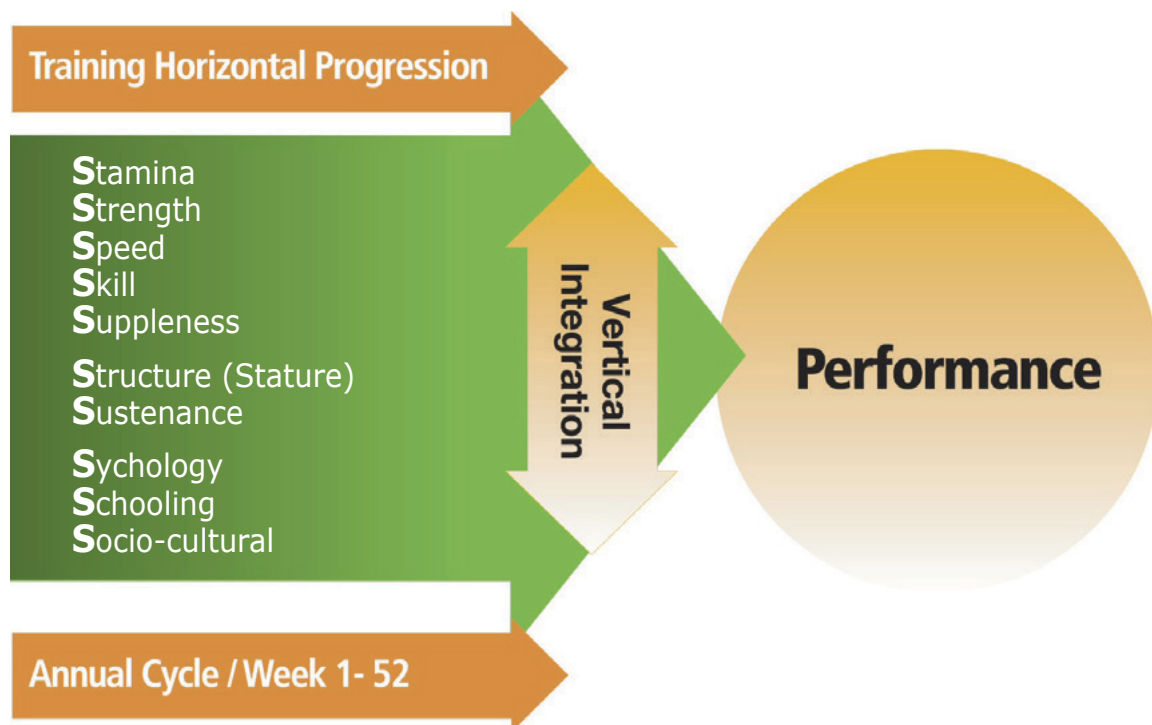 Training Horizontal Progression
Stamina
Strength
Speed
Skill
Suppleness
Structure (Stature)
Sustenance
Sychology
Schooling
Socio-cultural
Vertical
Integration
Performance
Annual Cycle / Week 1- 52